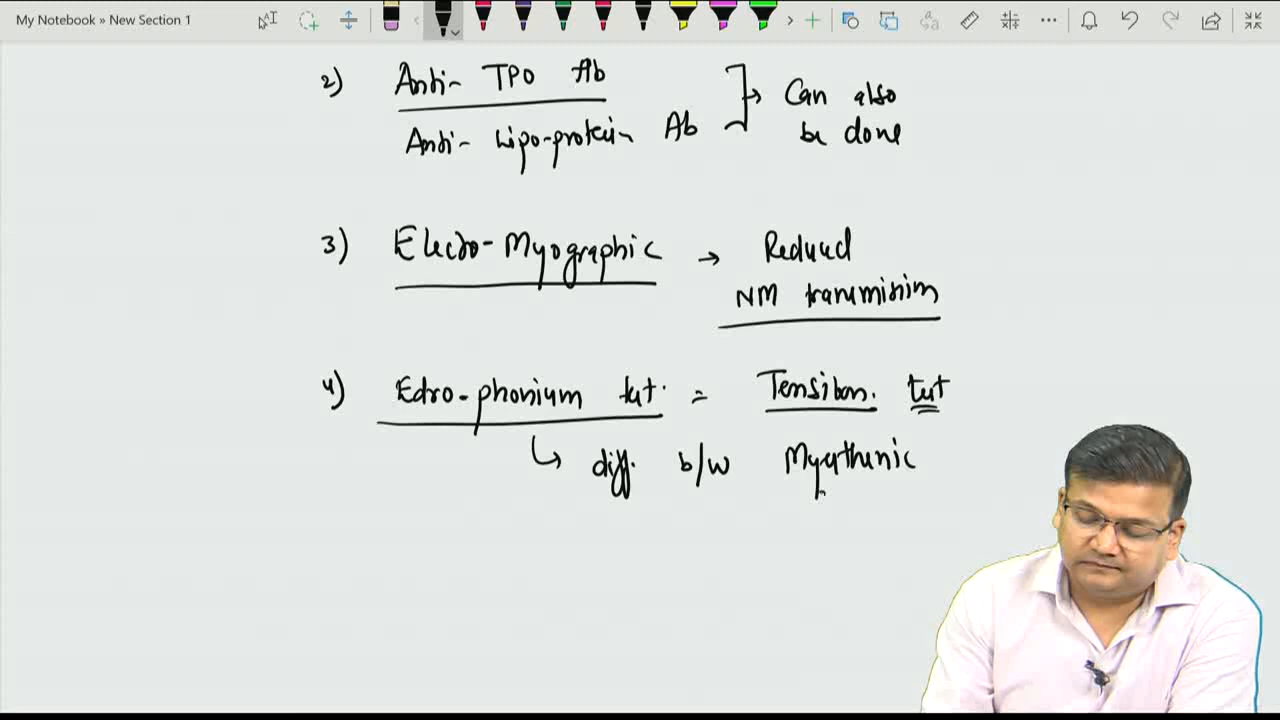 My Notebook » New Section 1
2) Anti- TPO Ab
Anti- Lipo-protein Ab
Can also
be done
3) Electro-Myographic → Reduced
NM transmission
4) Edro-phonium test. = Tensilon. test
↳ diff. b/w Myasthenic